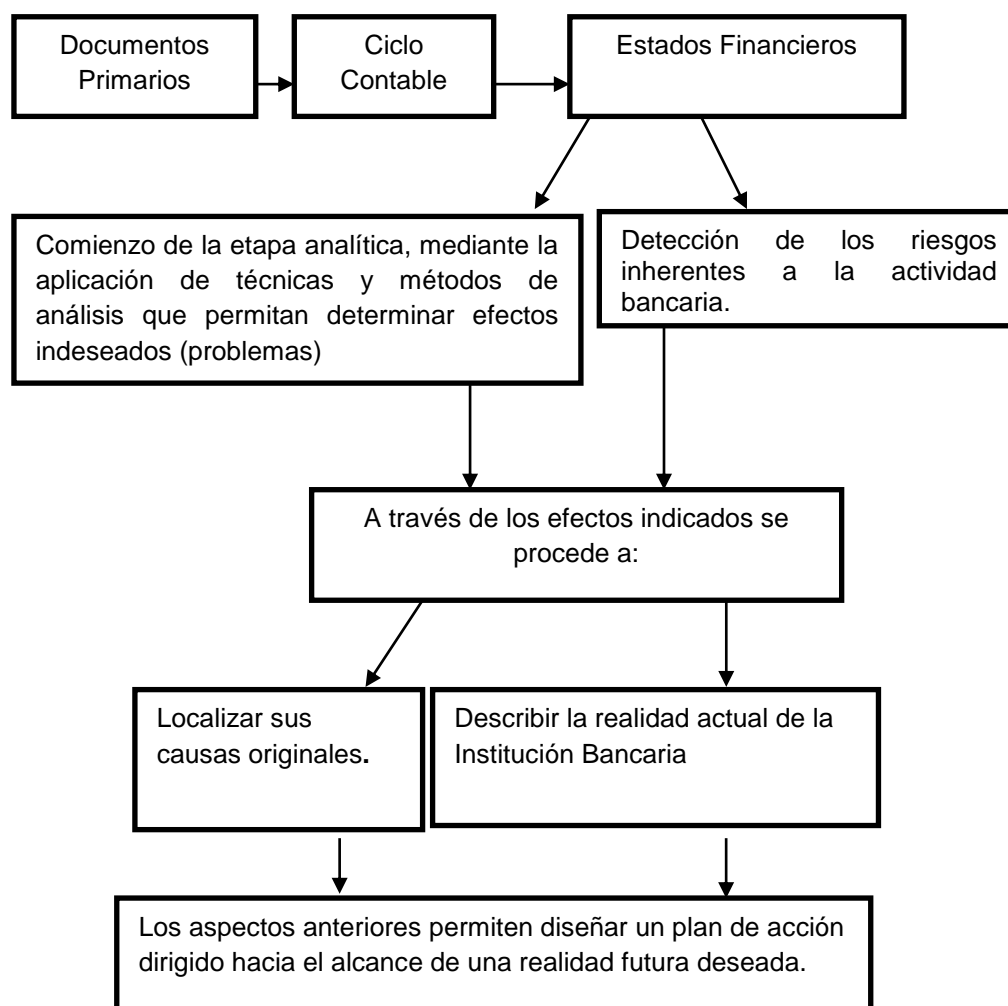 Documentos
Primarios
Ciclo
Contable
Estados Financieros
Comienzo de la etapa analítica, mediante la
aplicación de técnicas y métodos de
análisis que permitan determinar efectos
indeseados (problemas)
Detección de los riesgos
inherentes a la actividad
bancaria.
A través de los efectos indicados se
procede a:
Localizar sus
causas originales.
Describir la realidad actual de la
Institución Bancaria
Los aspectos anteriores permiten diseñar un plan de acción
dirigido hacia el alcance de una realidad futura deseada.